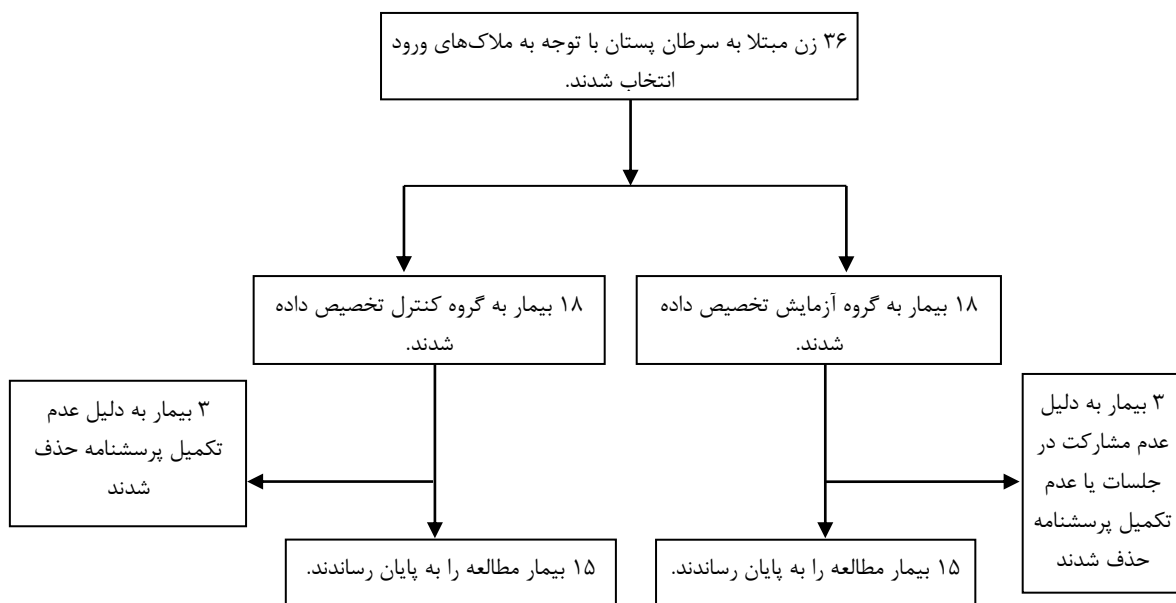 ۳۶ زن مبتلا به سرطان پستان با توجه به ملاک‌های ورود
انتخاب شدند.
۱۸ بیمار به گروه آزمایش تخصیص داده
شدند.
۱۸ بیمار به گروه کنترل تخصیص داده
شدند.
۳ بیمار به دلیل
عدم مشارکت در
جلسات یا عدم
تکمیل پرسشنامه
حذف شدند
۳ بیمار به دلیل عدم
تکمیل پرسشنامه حذف
شدند
۱۵ بیمار مطالعه را به پایان رساندند.
۱۵ بیمار مطالعه را به پایان رساندند.